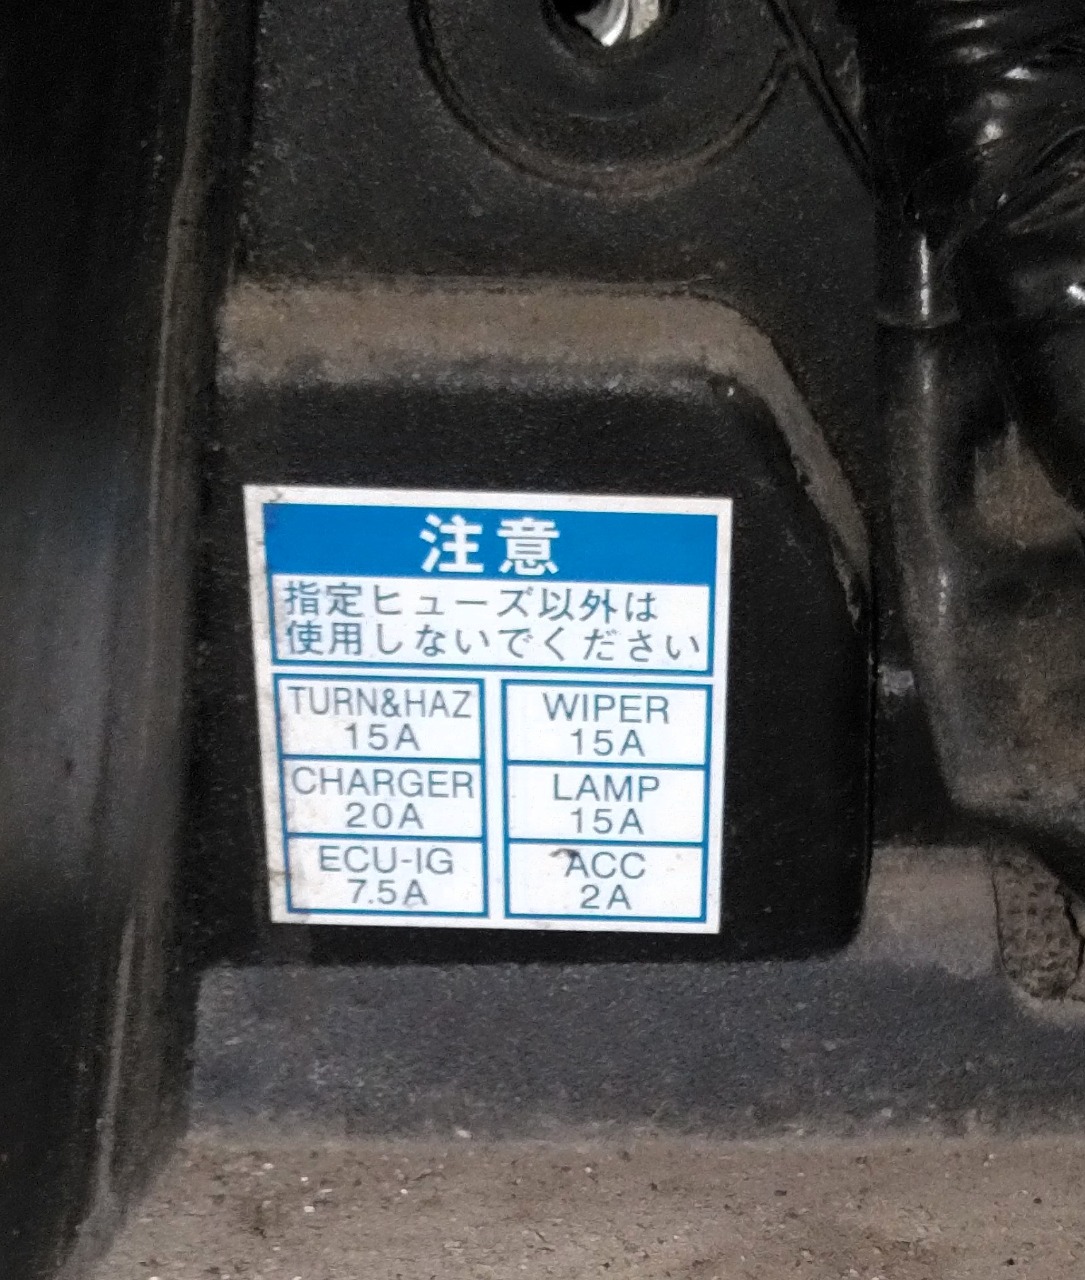 注意
指定ヒューズ以外は
使用しないでください
TURN&HAZ
15A
WIPER
15A
CHARGER
20A
LAMP
15A
ECU-IG
7.5A
ACC
2A